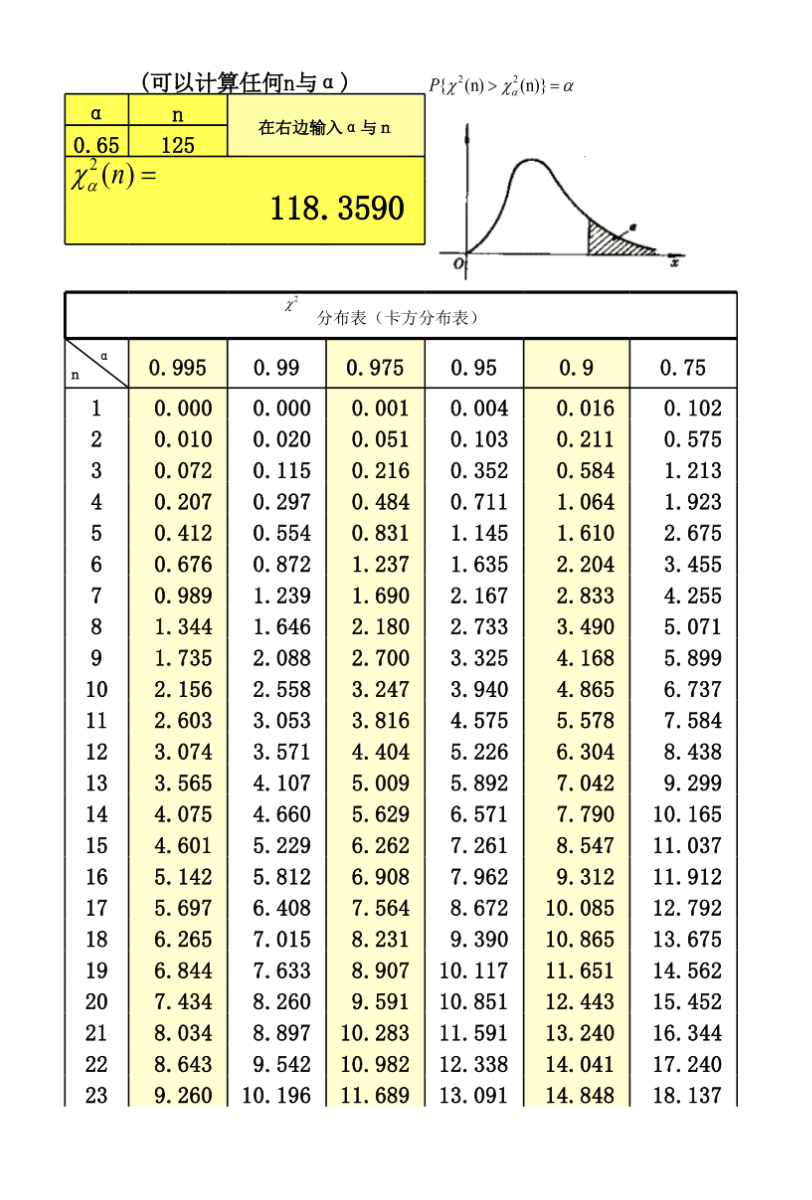 (可以计算任何n与α)
P{χ²(n) > χ²α(n)} = α
α n 在右边输入α与n
0.65 125
χ²α(n) =
118.3590
α
O x
χ²
分布表（卡方分布表）
n α 0.995 0.99 0.975 0.95 0.9 0.75
1 0.000 0.000 0.001 0.004 0.016 0.102
2 0.010 0.020 0.051 0.103 0.211 0.575
3 0.072 0.115 0.216 0.352 0.584 1.213
4 0.207 0.297 0.484 0.711 1.064 1.923
5 0.412 0.554 0.831 1.145 1.610 2.675
6 0.676 0.872 1.237 1.635 2.204 3.455
7 0.989 1.239 1.690 2.167 2.833 4.255
8 1.344 1.646 2.180 2.733 3.490 5.071
9 1.735 2.088 2.700 3.325 4.168 5.899
10 2.156 2.558 3.247 3.940 4.865 6.737
11 2.603 3.053 3.816 4.575 5.578 7.584
12 3.074 3.571 4.404 5.226 6.304 8.438
13 3.565 4.107 5.009 5.892 7.042 9.299
14 4.075 4.660 5.629 6.571 7.790 10.165
15 4.601 5.229 6.262 7.261 8.547 11.037
16 5.142 5.812 6.908 7.962 9.312 11.912
17 5.697 6.408 7.564 8.672 10.085 12.792
18 6.265 7.015 8.231 9.390 10.865 13.675
19 6.844 7.633 8.907 10.117 11.651 14.562
20 7.434 8.260 9.591 10.851 12.443 15.452
21 8.034 8.897 10.283 11.591 13.240 16.344
22 8.643 9.542 10.982 12.338 14.041 17.240
23 9.260 10.196 11.689 13.091 14.848 18.137